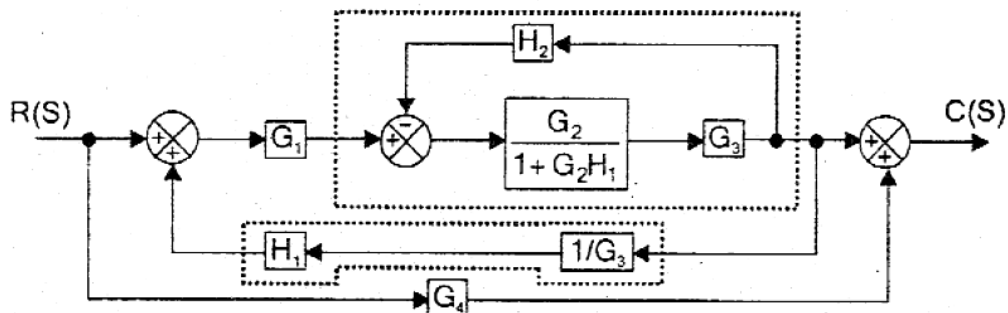 H₂
R(S)
C(S)
+
+
G₁
+
−
G₂
1 + G₂H₁
G₃
+
+
H₁
1/G₃
G₄